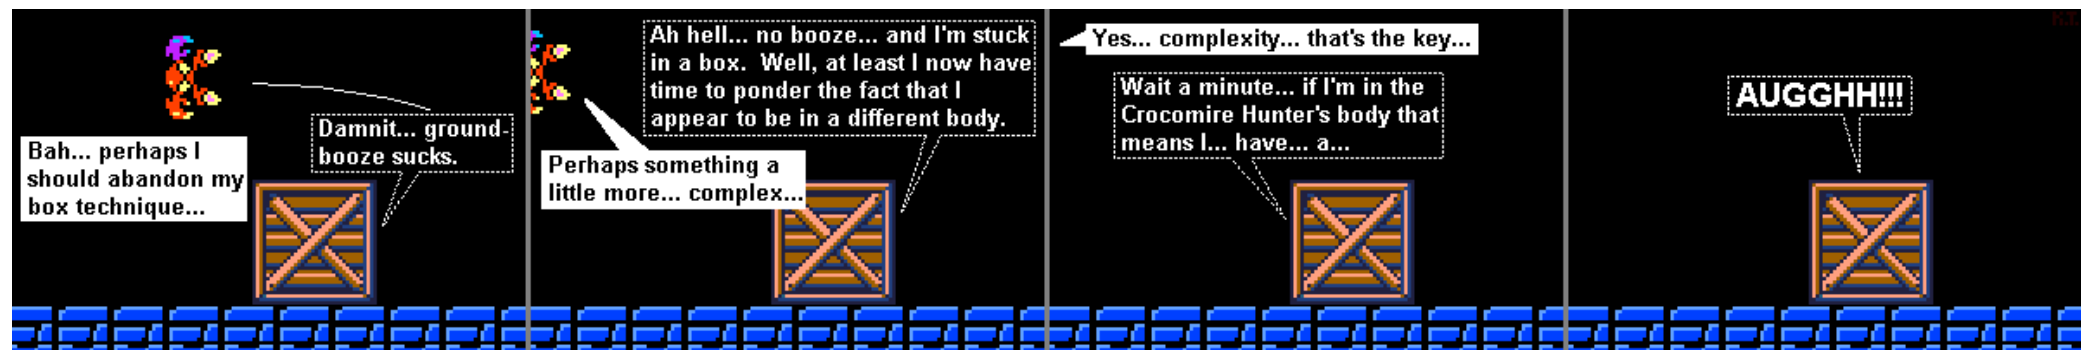 Bah... perhaps I
should abandon my
box technique...
Damnit... ground-
booze sucks.
Ah hell... no booze... and I'm stuck
in a box.  Well, at least I now have
time to ponder the fact that I
appear to be in a different body.
Perhaps something a
little more... complex...
Yes... complexity... that's the key...
Wait a minute... if I'm in the
Crocomire Hunter's body that
means I... have... a...
AUGGHH!!!